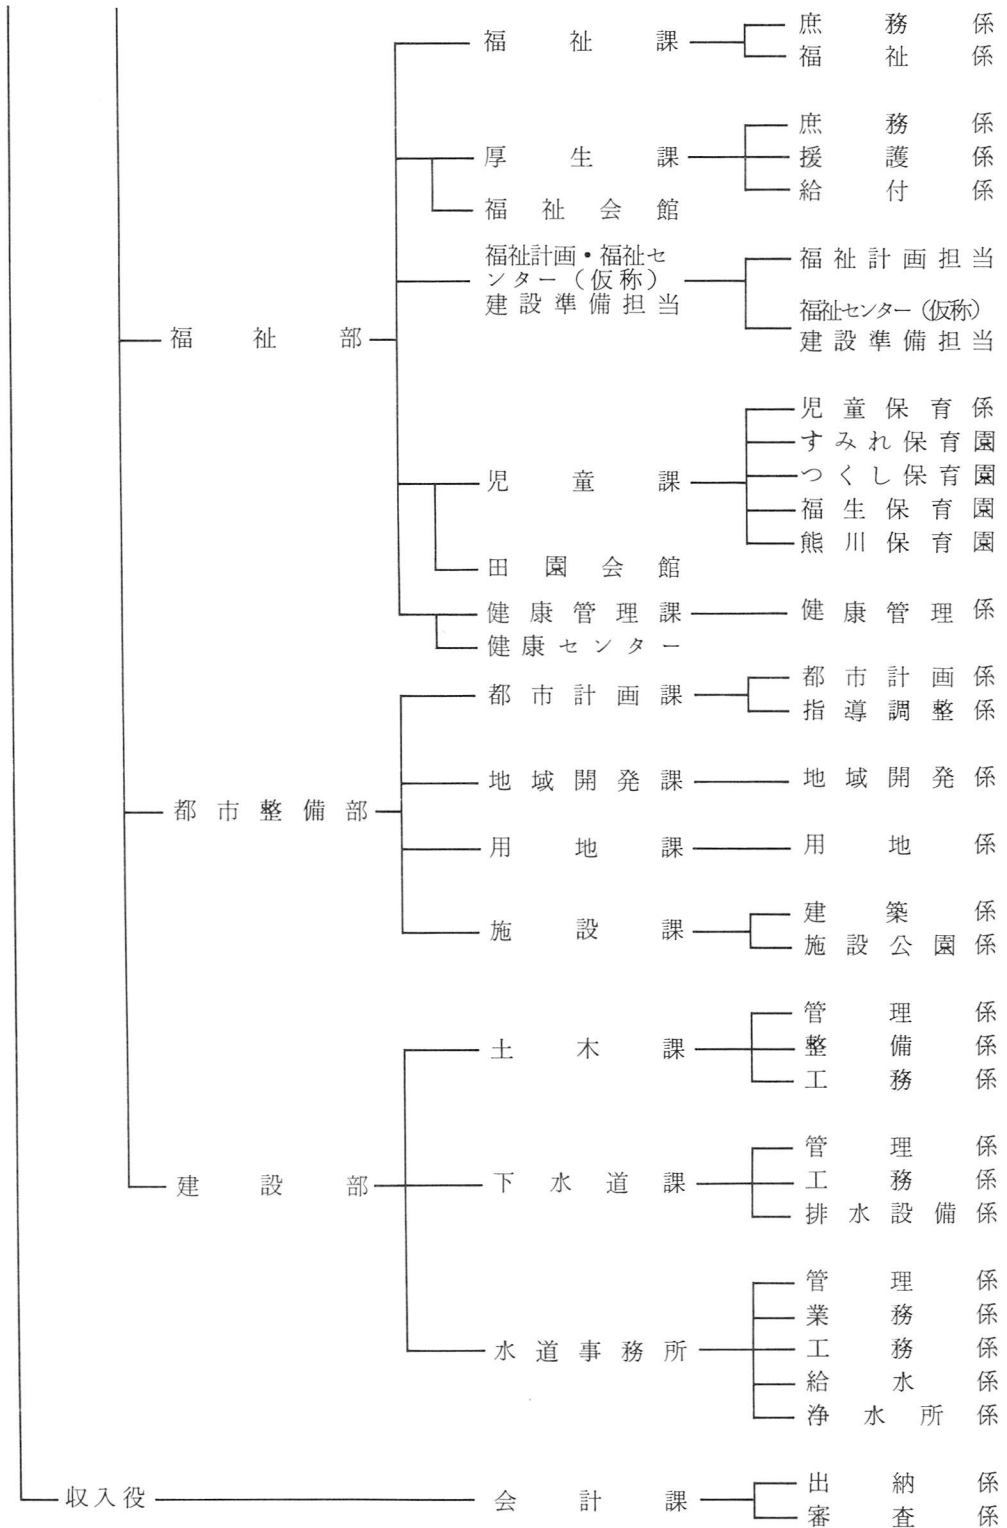 福祉部
福祉課
庶務係
福祉係
厚生課
庶務係
援護係
給付係
福祉会館
福祉計画・福祉セ
ンター（仮称）
建設準備担当
福祉計画担当
福祉センター（仮称）
建設準備担当
児童課
児童保育係
すみれ保育園
つくし保育園
福生保育園
熊川保育園
田園会館
健康管理課
健康管理係
健康センター
都市整備部
都市計画課
都市計画係
指導調整係
地域開発課
地域開発係
用地課
用地係
施設課
建築係
施設公園係
建設部
土木課
管理係
整備係
工務係
下水道課
管理係
工務係
排水設備係
水道事務所
管理係
業務係
工務係
給水係
浄水所係
収入役
会計課
出納係
審査係